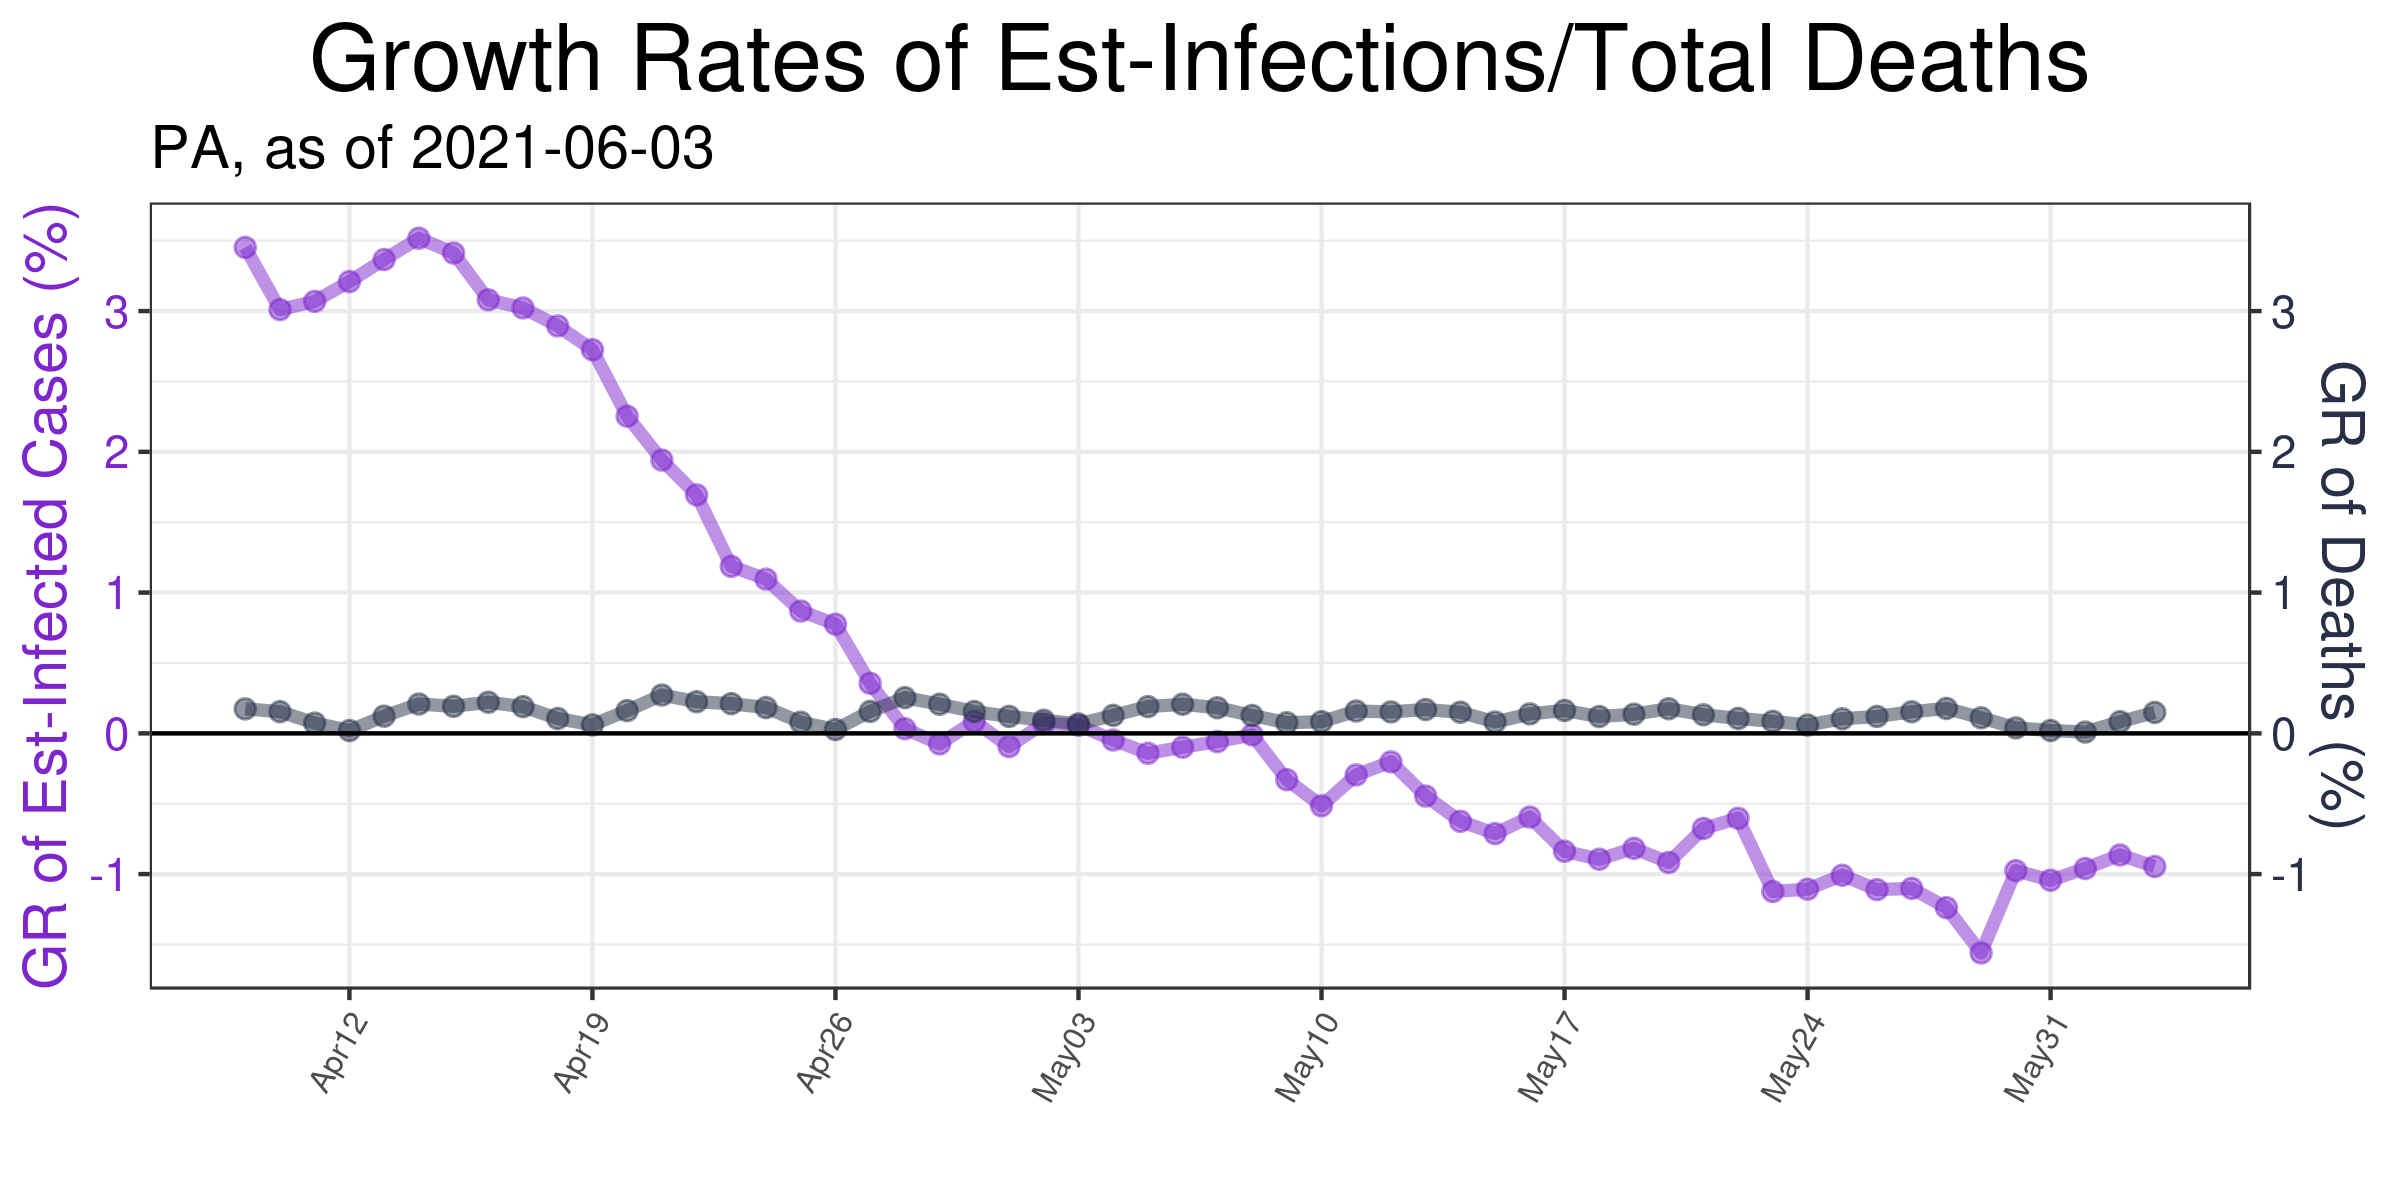 Growth Rates of Est-Infections/Total Deaths
PA, as of 2021-06-03
GR of Est-Infected Cases (%)
3
2
1
0
-1
3
2
1
0
-1
GR of Deaths (%)
Apr12
Apr19
Apr26
May03
May10
May17
May24
May31